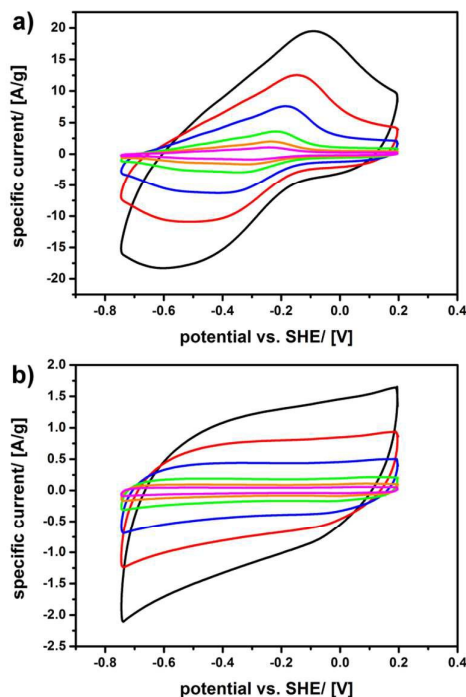 a)
20
15
10
5
0
-5
-10
-15
-20
specific current/ [A/g]
-0.8 -0.6 -0.4 -0.2 0.0 0.2 0.4
potential vs. SHE/ [V]
b)
2.0
1.5
1.0
0.5
0.0
-0.5
-1.0
-1.5
-2.0
-2.5
specific current/ [A/g]
-0.8 -0.6 -0.4 -0.2 0.0 0.2 0.4
potential vs. SHE/ [V]